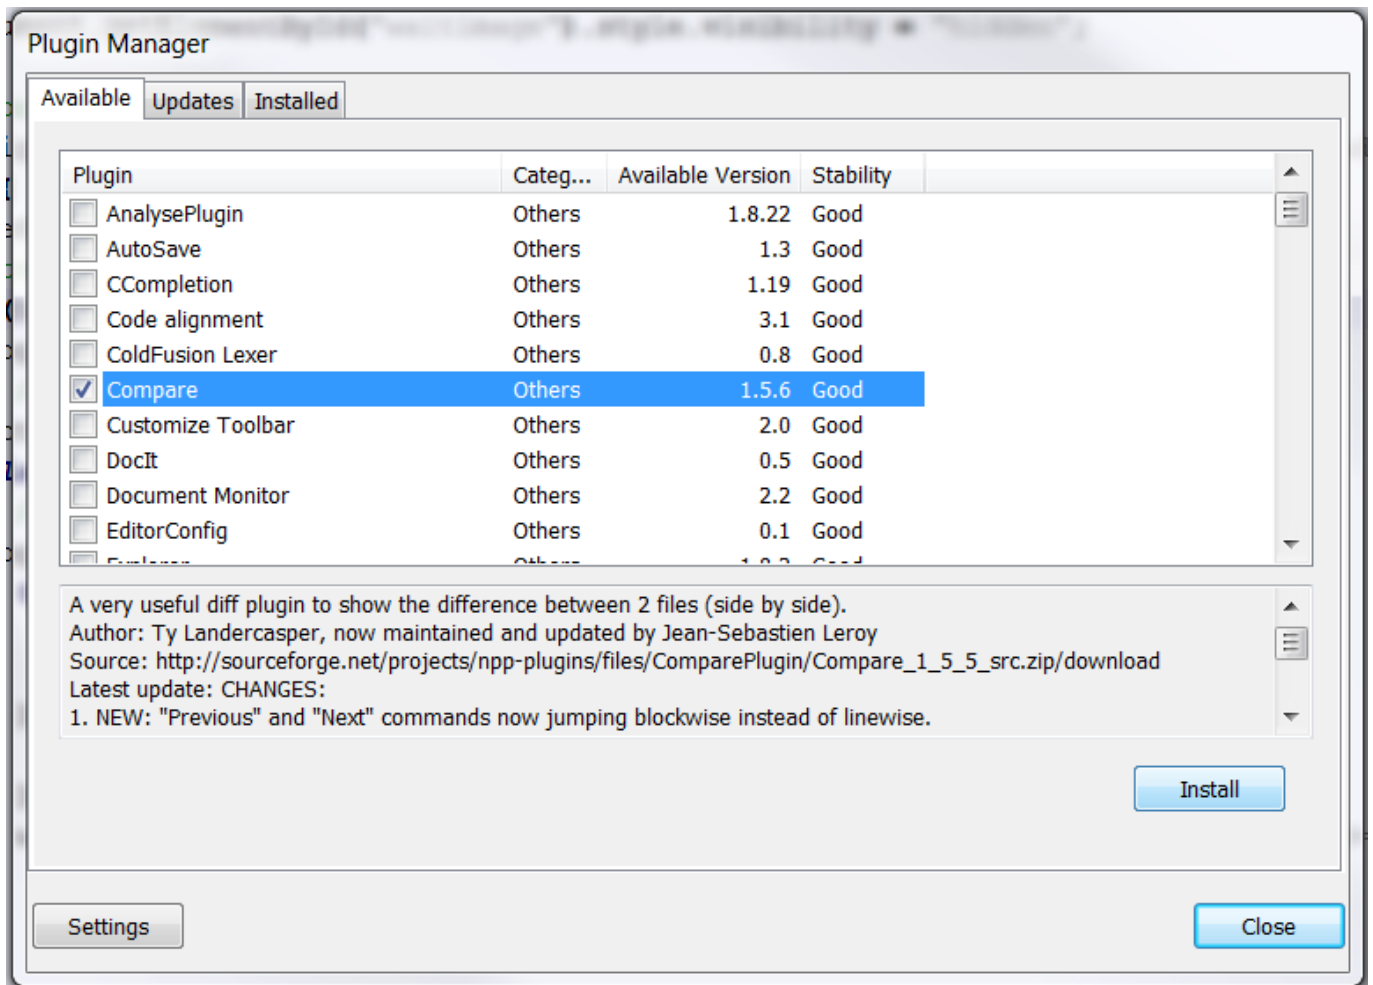 Plugin Manager
Available Updates Installed
Plugin Categ... Available Version Stability
AnalysePlugin Others 1.8.22 Good
AutoSave Others 1.3 Good
CCompletion Others 1.19 Good
Code alignment Others 3.1 Good
ColdFusion Lexer Others 0.8 Good
Compare Others 1.5.6 Good
Customize Toolbar Others 2.0 Good
DocIt Others 0.5 Good
Document Monitor Others 2.2 Good
EditorConfig Others 0.1 Good
A very useful diff plugin to show the difference between 2 files (side by side).
Author: Ty Landercasper, now maintained and updated by Jean-Sebastien Leroy
Source: http://sourceforge.net/projects/npp-plugins/files/ComparePlugin/Compare_1_5_5_src.zip/download
Latest update: CHANGES:
1. NEW: "Previous" and "Next" commands now jumping blockwise instead of linewise.
Install
Settings Close